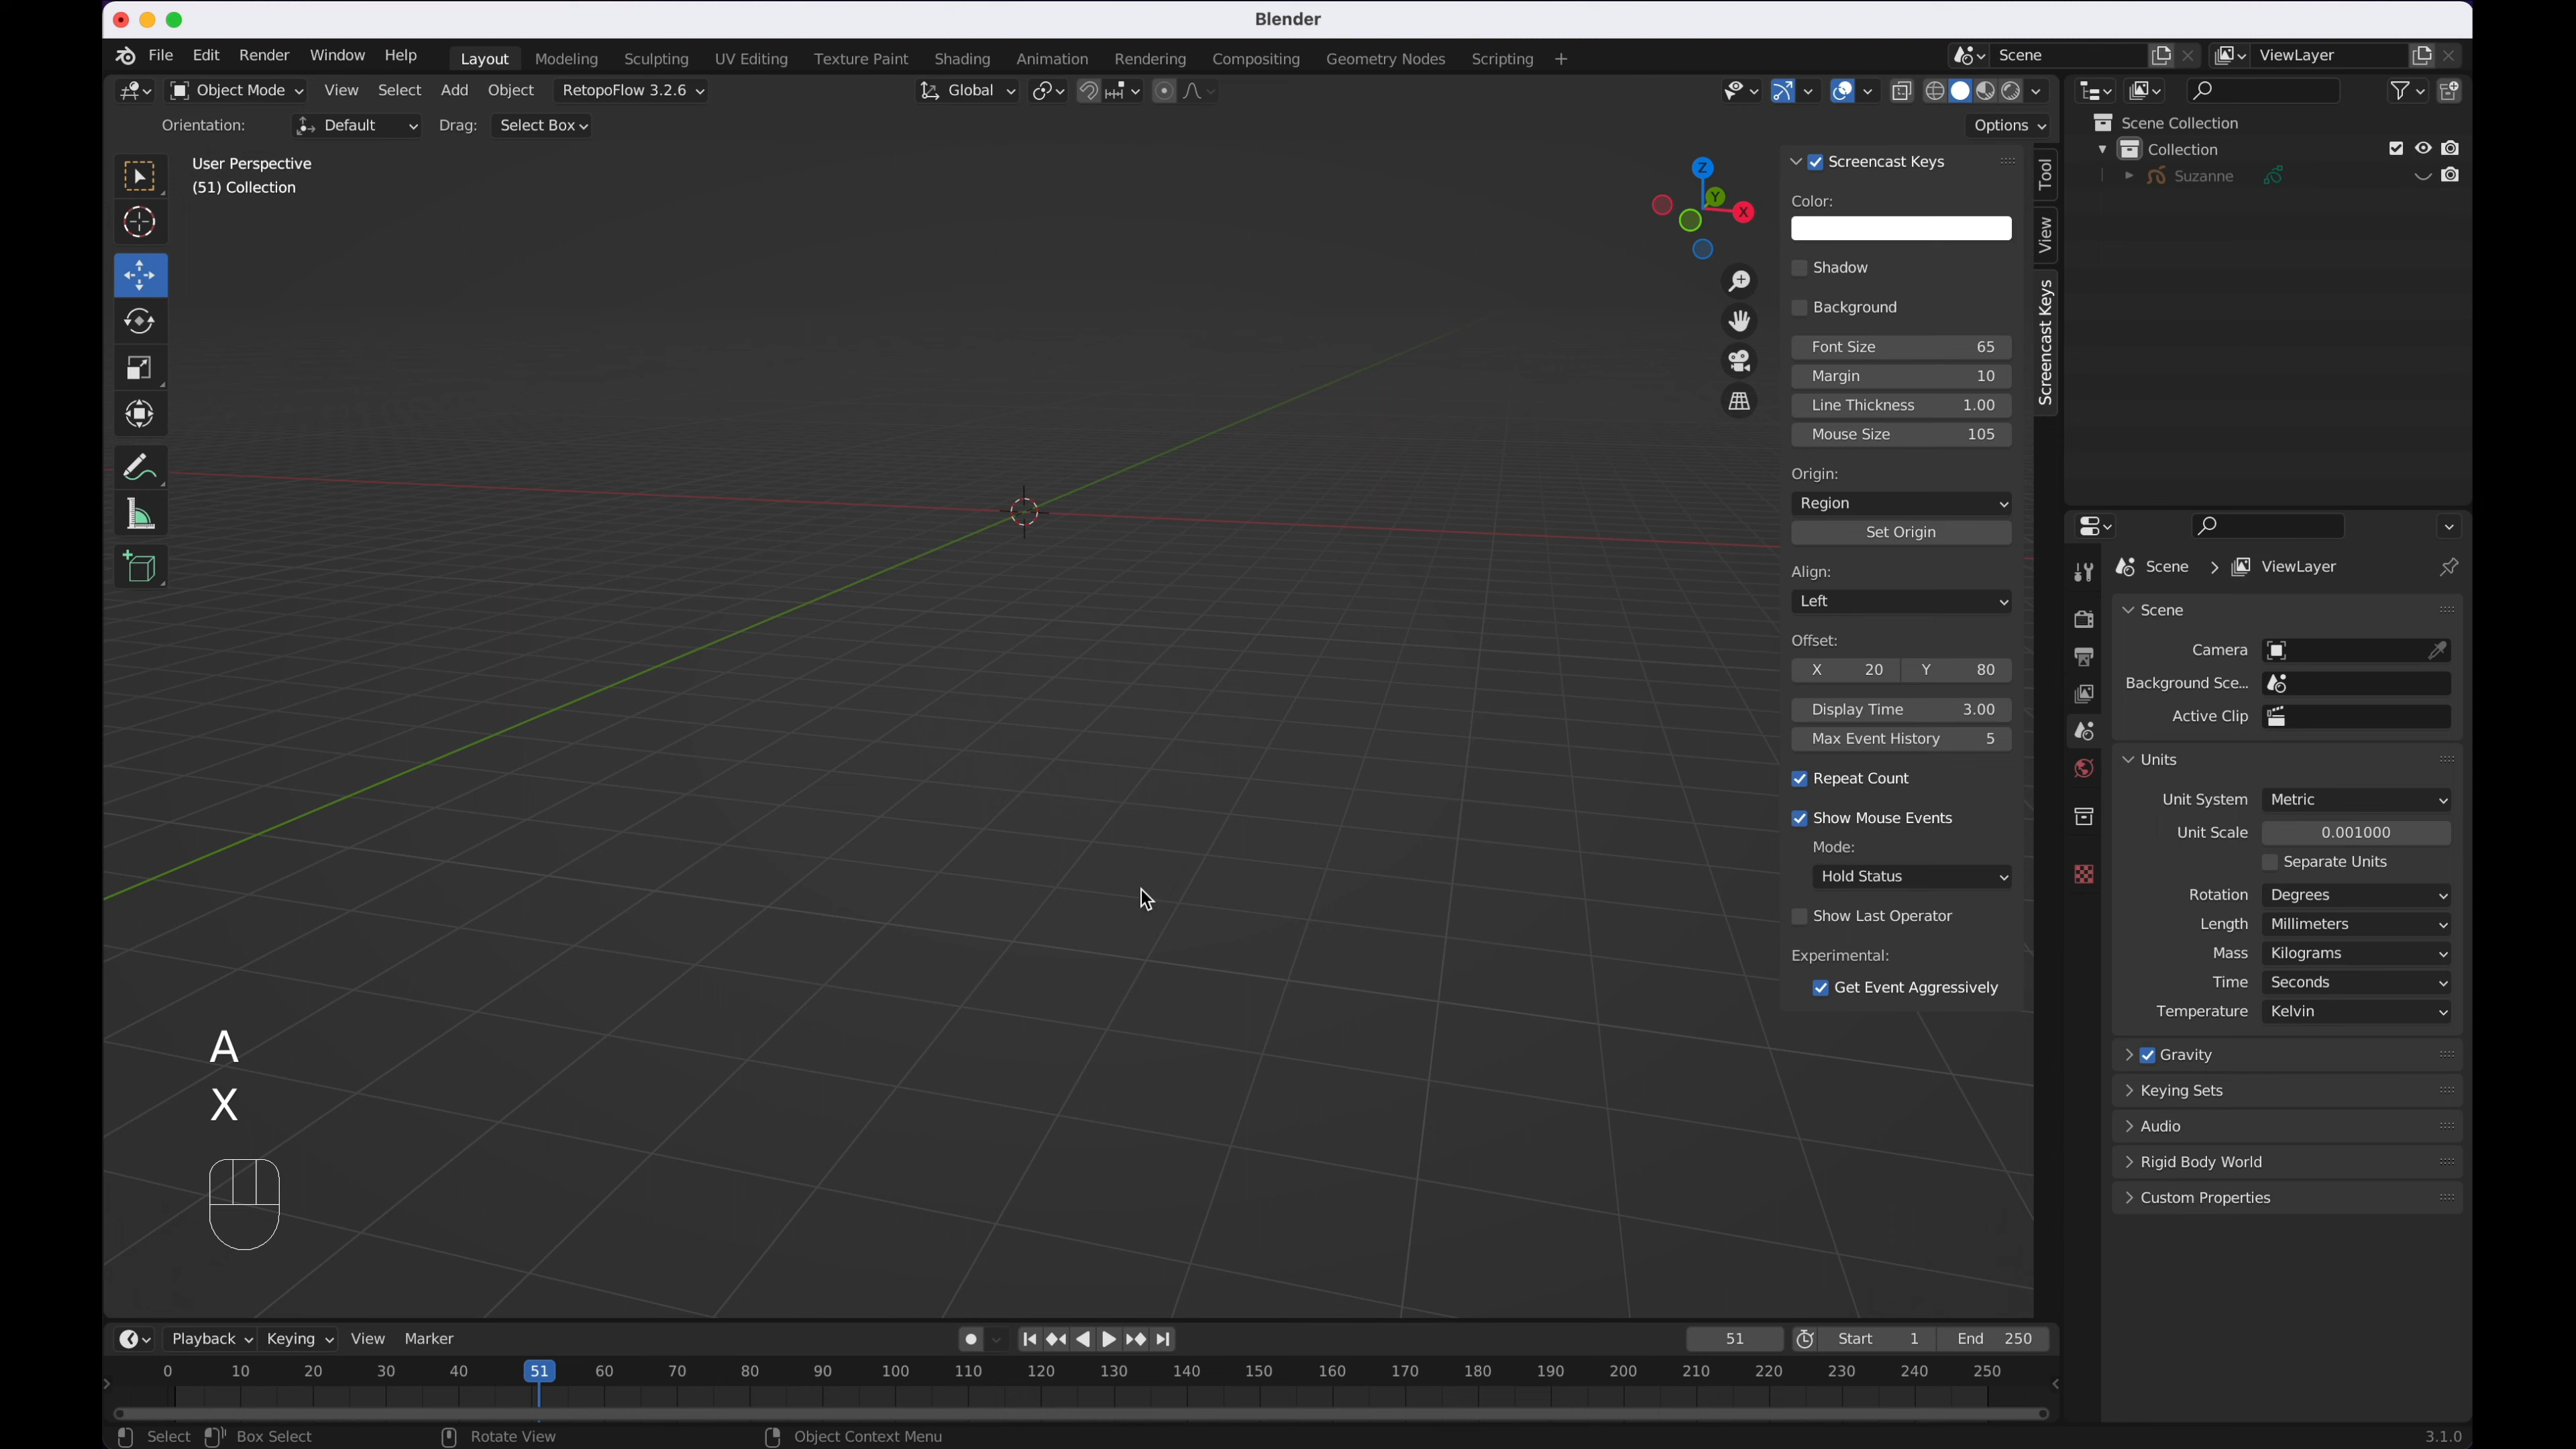 Blender
File Edit Render Window Help Layout Modeling Sculpting UV Editing Texture Paint Shading Animation Rendering Compositing Geometry Nodes Scripting + Scene ViewLayer
Object Mode View Select Add Object RetopoFlow 3.2.6 Global
Orientation: Default Drag: Select Box Options
User Perspective
(51) Collection
Z
Y
X
Screencast Keys
Color:
Shadow
Background
Font Size 65
Margin 10
Line Thickness 1.00
Mouse Size 105
Origin:
Region
Set Origin
Align:
Left
Offset:
X 20 Y 80
Display Time 3.00
Max Event History 5
Repeat Count
Show Mouse Events
Mode:
Hold Status
Show Last Operator
Experimental:
Get Event Aggressively
Tool
View
Screencast Keys
Scene Collection
Collection
Suzanne
Scene ViewLayer
Scene
Camera
Background Sce...
Active Clip
Units
Unit System Metric
Unit Scale 0.001000
Separate Units
Rotation Degrees
Length Millimeters
Mass Kilograms
Time Seconds
Temperature Kelvin
Gravity
Keying Sets
Audio
Rigid Body World
Custom Properties
A
X
Playback Keying View Marker 51 Start 1 End 250
0 10 20 30 40 51 60 70 80 90 100 110 120 130 140 150 160 170 180 190 200 210 220 230 240 250
Select Box Select Rotate View Object Context Menu 3.1.0